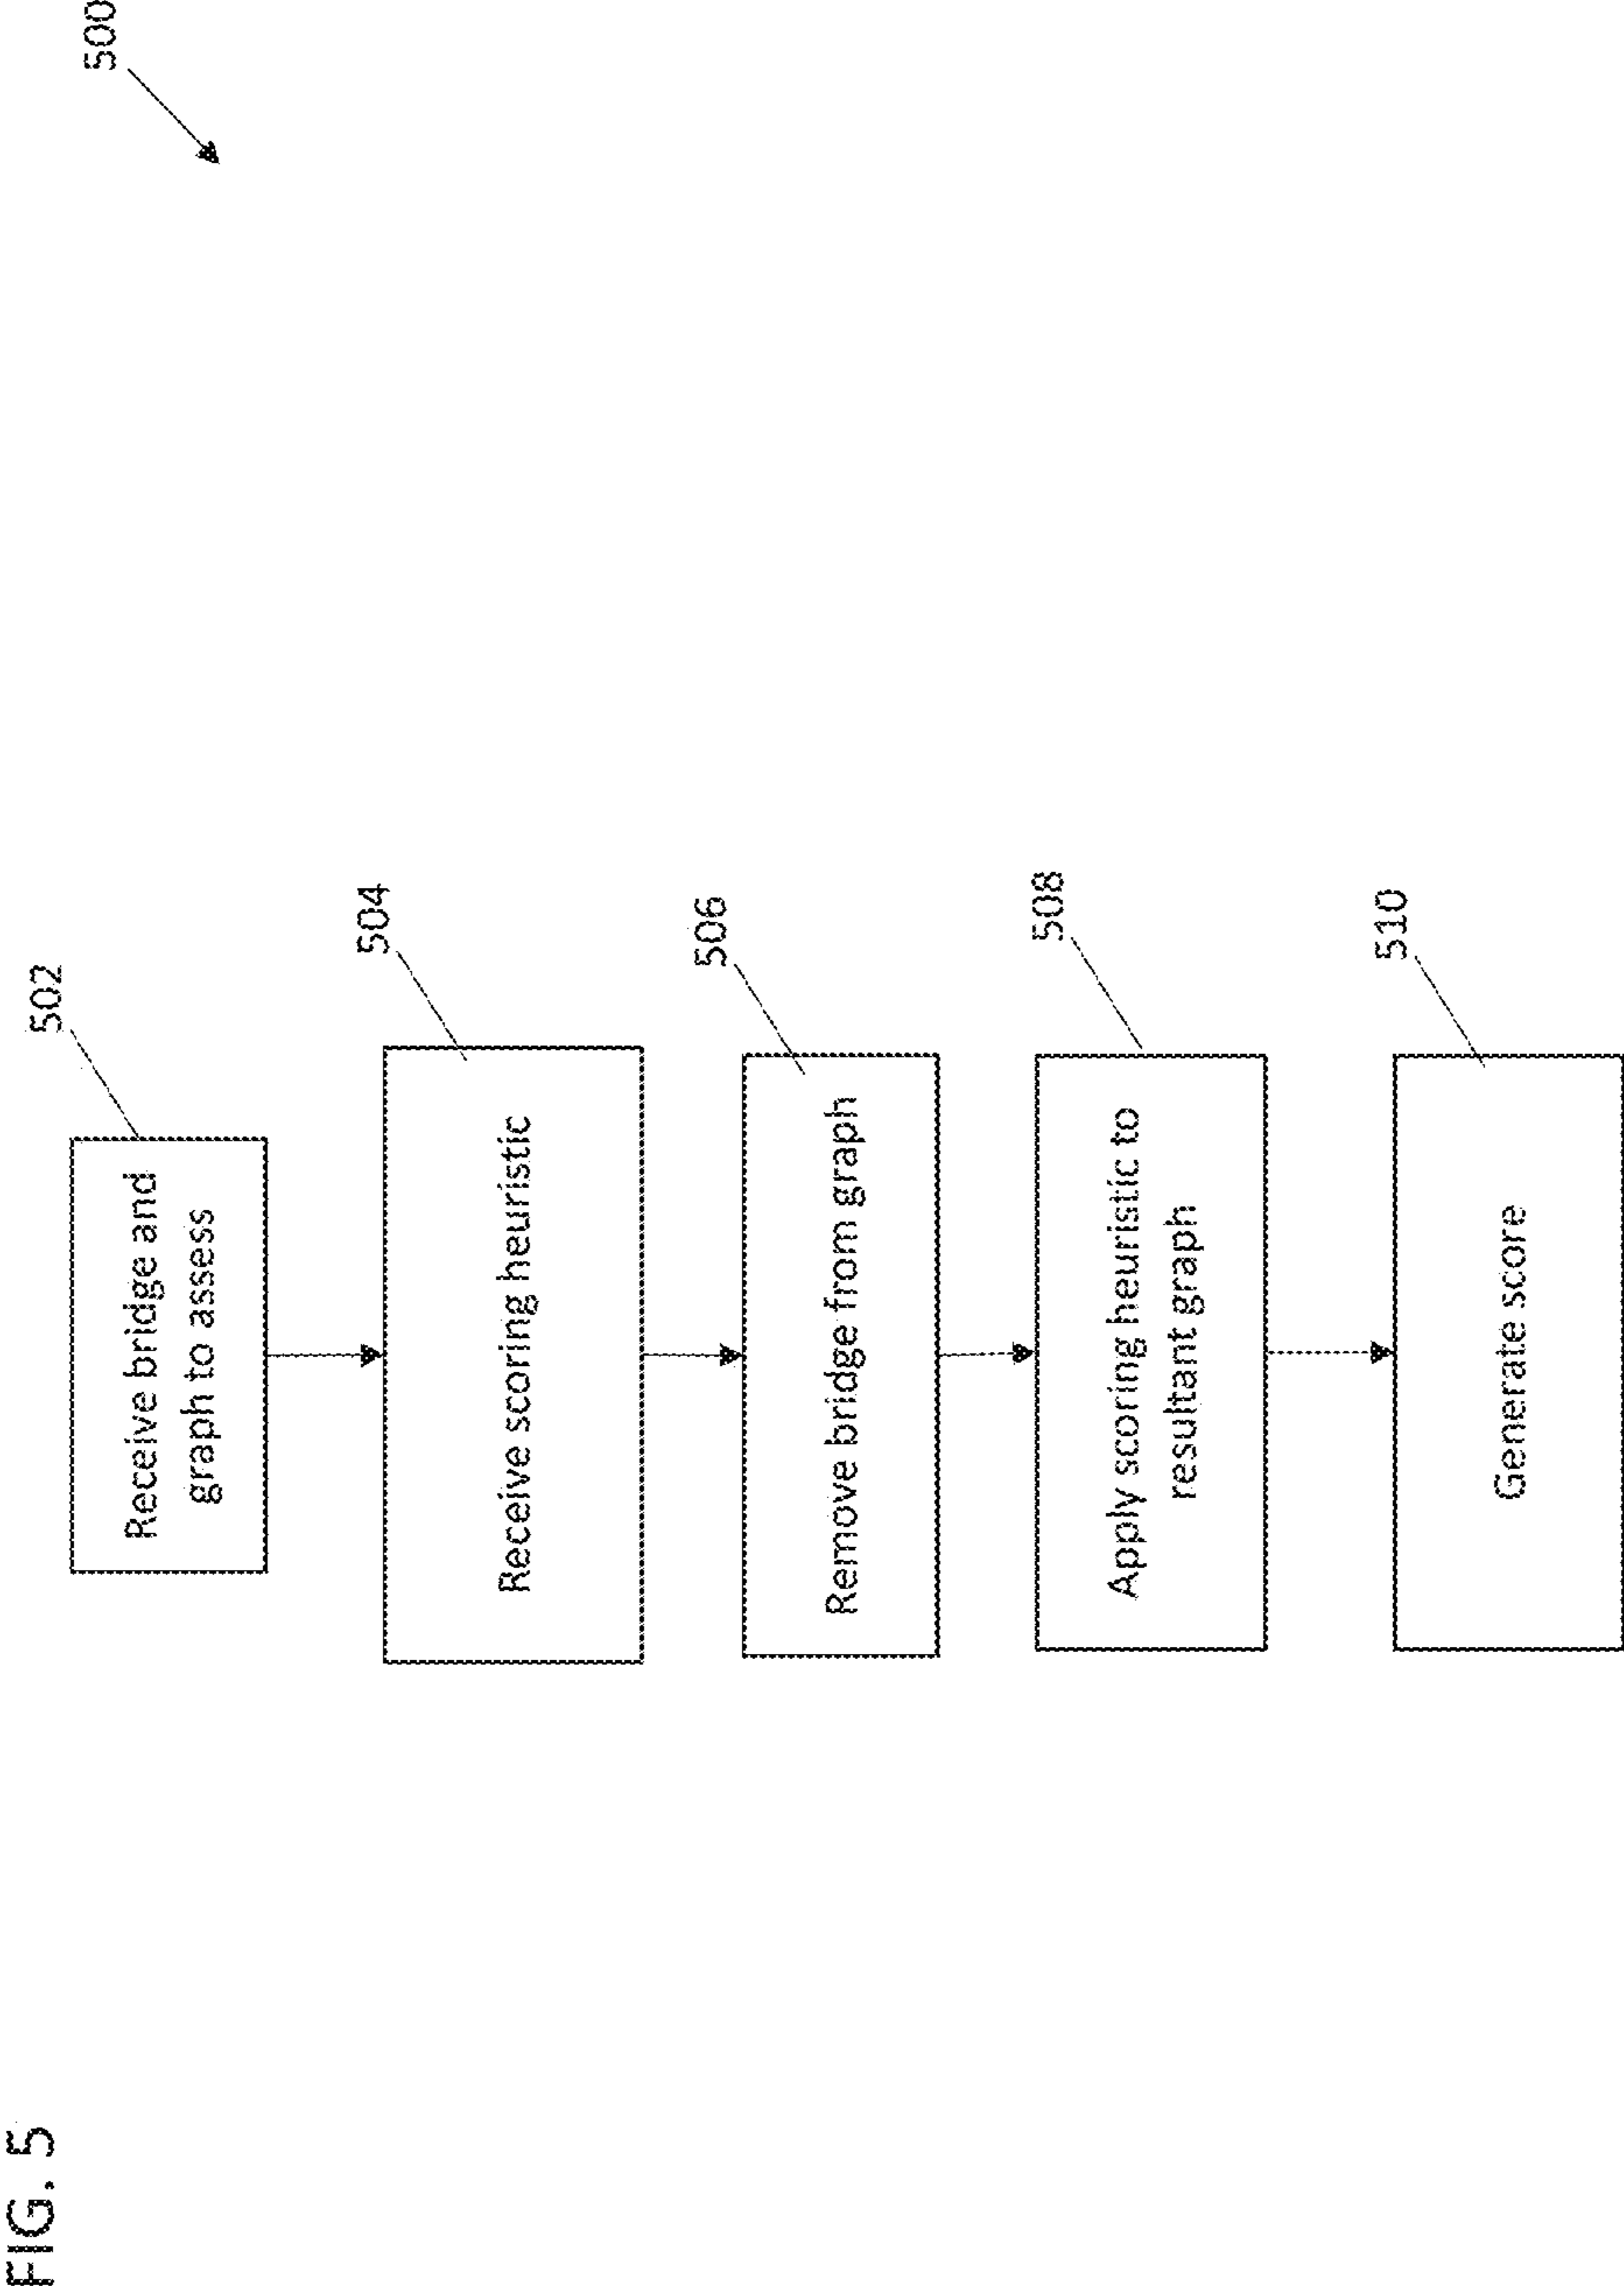 FIG. 5
500
502
Receive bridge and
graph to assess
504
Receive scoring heuristic
506
Remove bridge from graph
508
Apply scoring heuristic to
resultant graph
510
Generate score